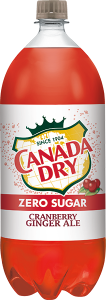 SINCE 1904
CANADA
DRY
ZERO SUGAR
CRANBERRY
GINGER ALE